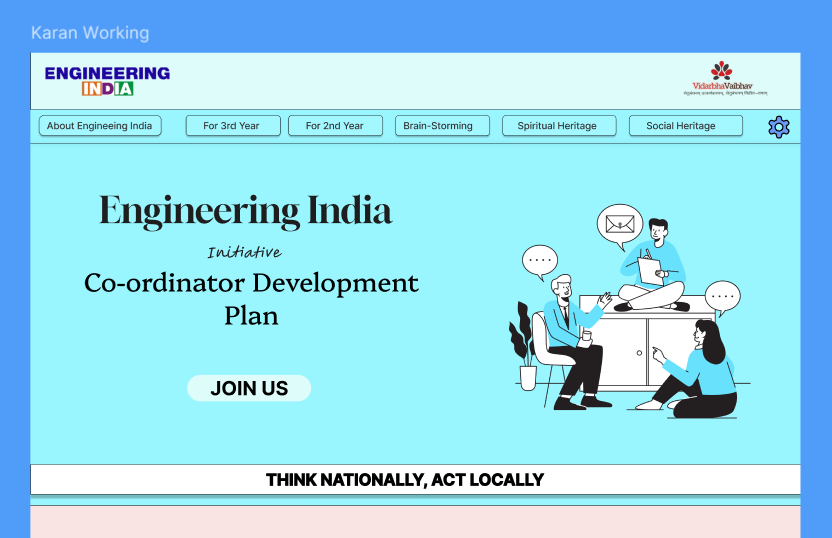 Karan Working
ENGINEERING
INDIA
VidarbhaVaibhav
About Engineeing India
For 3rd Year
For 2nd Year
Brain-Storming
Spiritual Heritage
Social Heritage
Engineering India
Initiative
Co-ordinator Development
Plan
JOIN US
THINK NATIONALLY, ACT LOCALLY